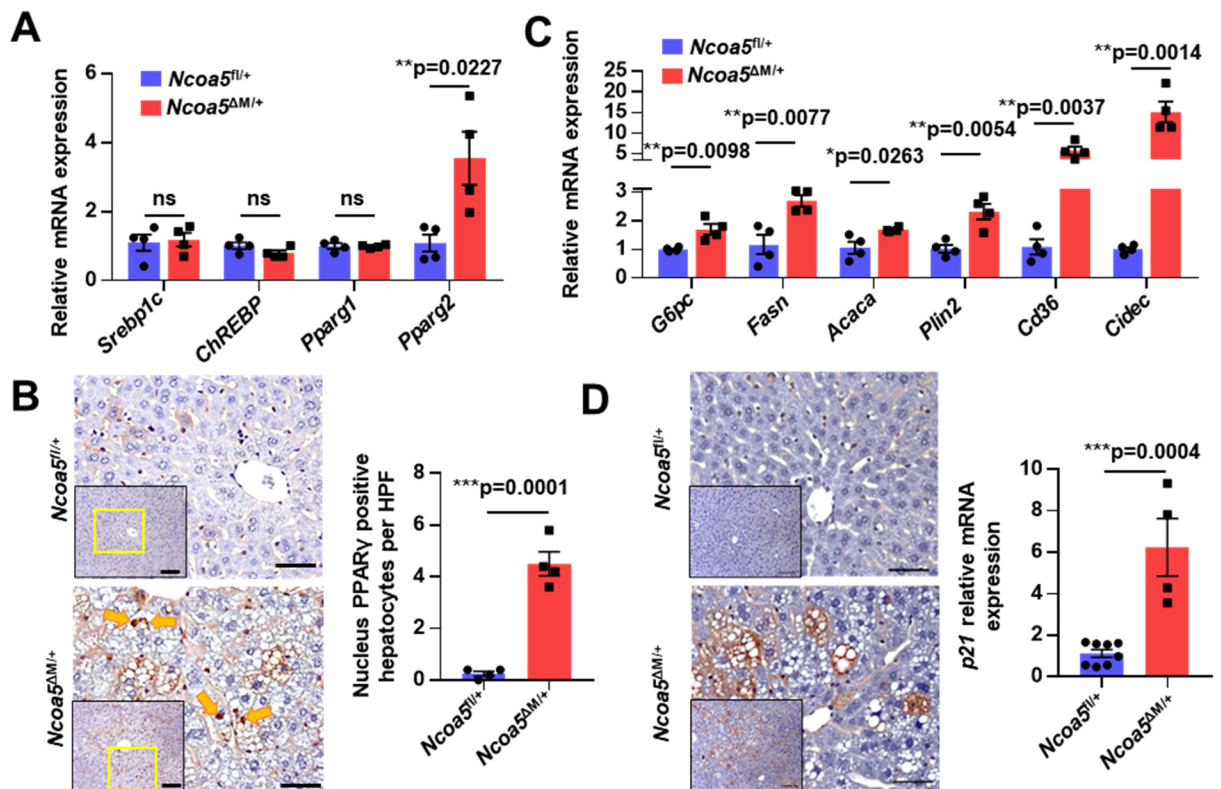 A
Relative mRNA expression
6
4
2
0
Ncoa5fl/+
Ncoa5ΔM/+
**p=0.0227
ns
ns
ns
Srebp1c
ChREBP
Pparg1
Pparg2
C
Relative mRNA expression
25
20
15
10
5
3
2
1
0
Ncoa5fl/+
Ncoa5ΔM/+
**p=0.0098
**p=0.0077
*p=0.0263
**p=0.0054
**p=0.0037
**p=0.0014
G6pc
Fasn
Acaca
Plin2
Cd36
Cidec
B
Ncoa5fl/+
Ncoa5ΔM/+
Nucleus PPARγ positive
hepatocytes per HPF
8
6
4
2
0
***p=0.0001
Ncoa5fl/+
Ncoa5ΔM/+
D
Ncoa5fl/+
Ncoa5ΔM/+
p21 relative mRNA
expression
10
8
6
4
2
0
***p=0.0004
Ncoa5fl/+
Ncoa5ΔM/+